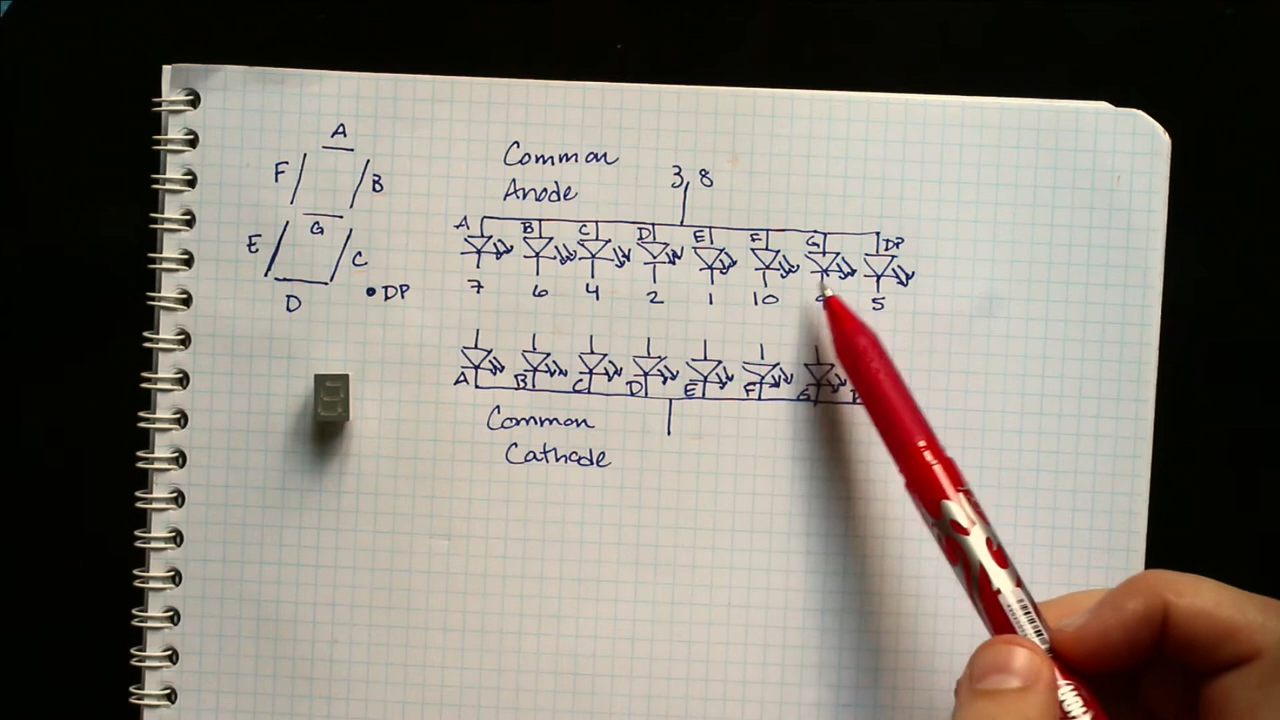 A
F
B
G
E
C
D
DP
Common
Anode
3, 8
A B C D E F G DP
7 6 4 2 1 10 5
A B C D E F G
Common
Cathode